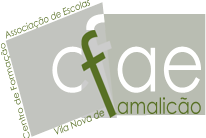 Centro de Formação
Associação de Escolas
cfae
Vila Nova de
Famalicão